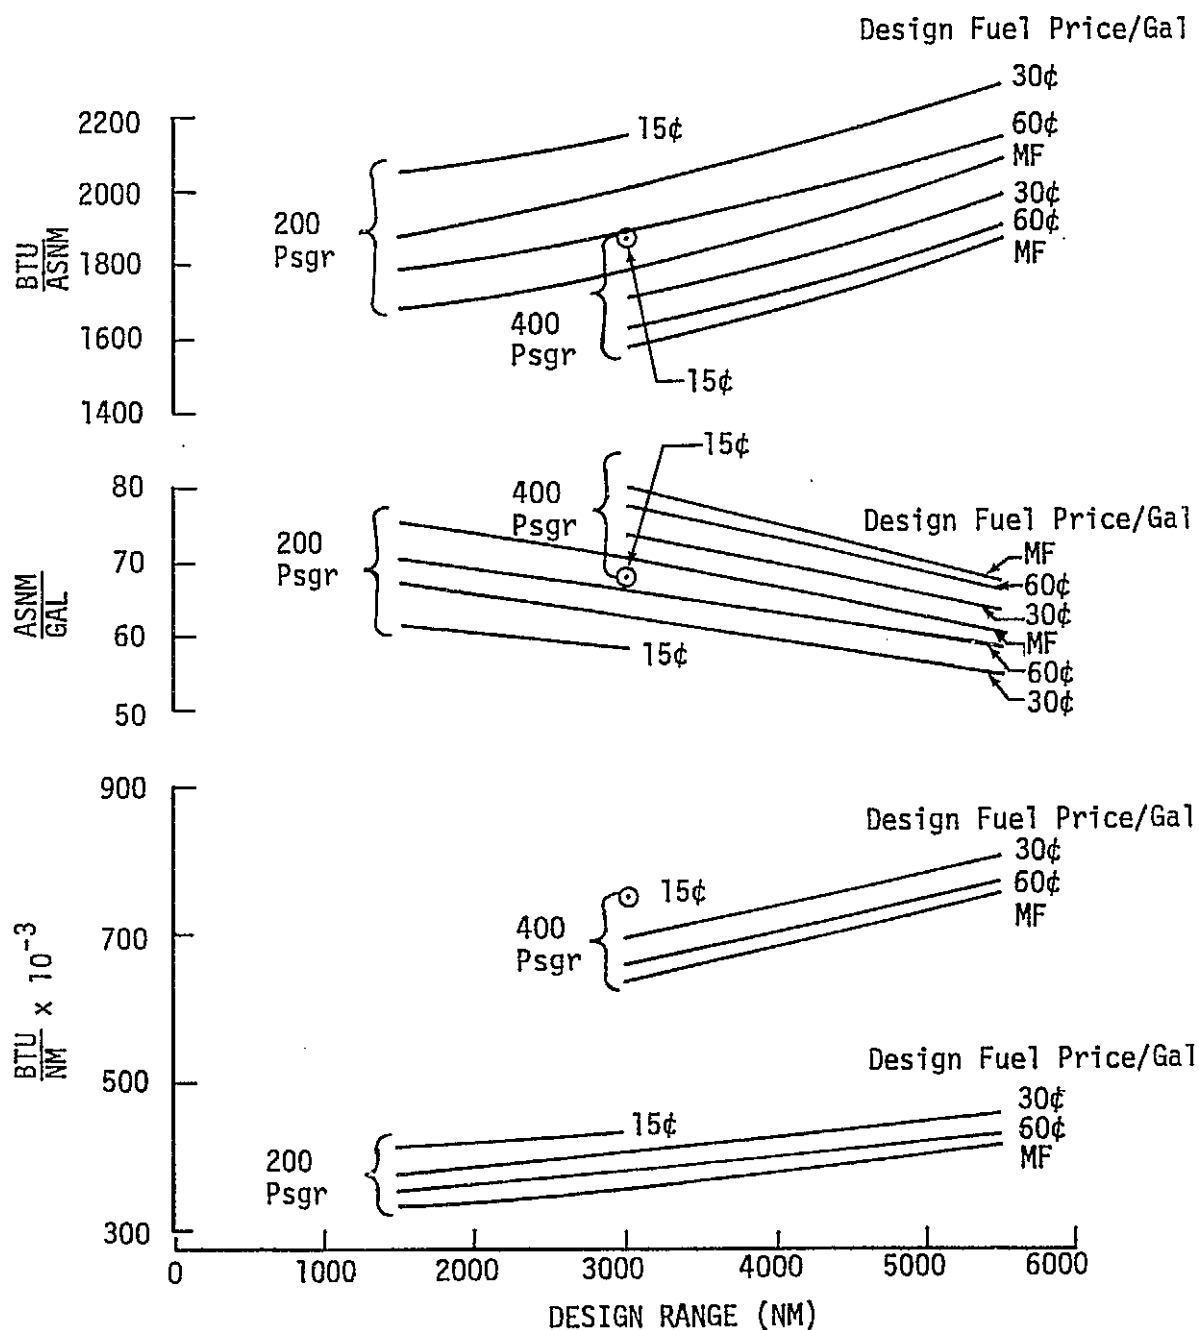 Design Fuel Price/Gal
30¢
2200
15¢
60¢
MF
2000
30¢
200
Psgr
60¢
MF
1800
BTU
ASNM
400
Psgr
1600
15¢
1400
15¢
80
400
Psgr
Design Fuel Price/Gal
200
Psgr
MF
70
60¢
ASNM
GAL
30¢
MF
60
15¢
60¢
30¢
50
900
Design Fuel Price/Gal
30¢
15¢
60¢
MF
700
400
Psgr
BTU
NM x 10⁻³
Design Fuel Price/Gal
500
30¢
15¢
60¢
MF
200
Psgr
300
0 1000 2000 3000 4000 5000 6000
DESIGN RANGE (NM)